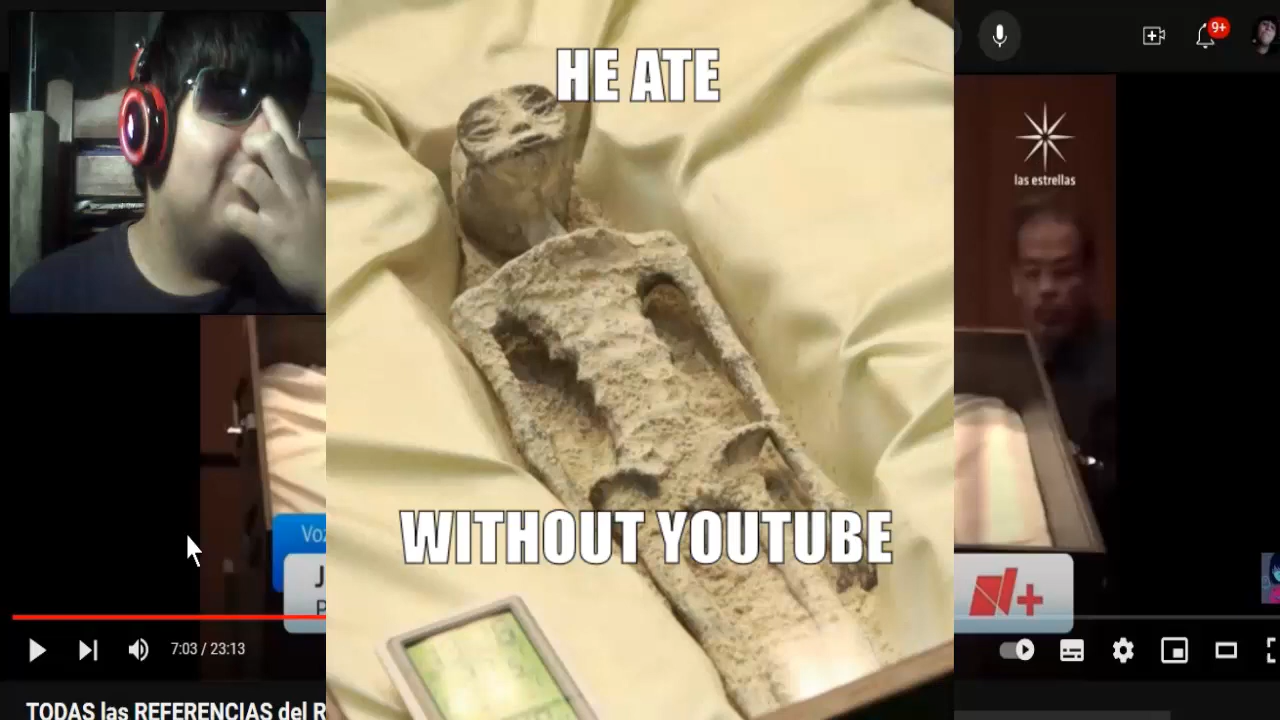 HE ATE
WITHOUT YOUTUBE
9+
las estrellas
Voz
J
P
N+
7:03 / 23:13
TODAS las REFERENCIAS del R